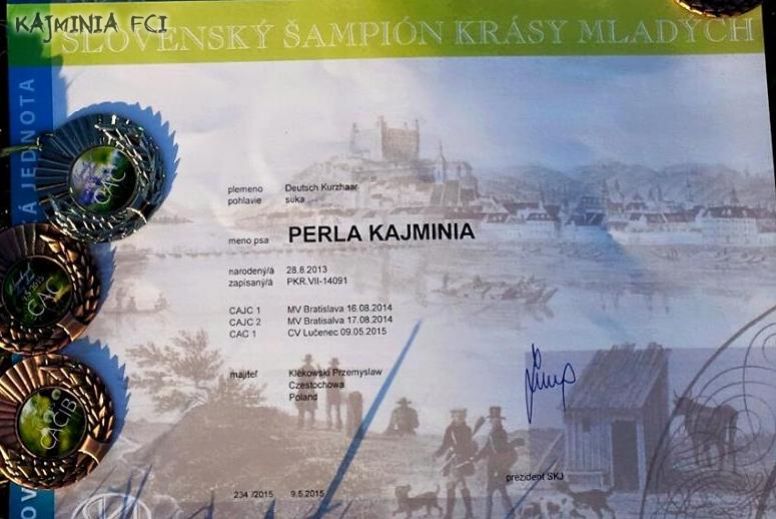 KAJMINIA FCI
SLOVENSKÝ ŠAMPIÓN KRÁSY MLADÝCH
JEDNOTA
CAC
CAC
CACIB
plemeno Deutsch Kurzhaar
pohlavie suka
meno psa PERLA KAJMINIA
narodený/á 28.6.2013
zapísaný/á PKR.VII-14091
CAJC 1 MV Bratislava 16.08.2014
CAJC 2 MV Bratisalva 17.08.2014
CAC 1 CV Lučenec 09.05.2015
majiteľ Klekowski Przemyslaw
Czestochowa
Poland
prezident SKJ
234 /2015 9.5.2015